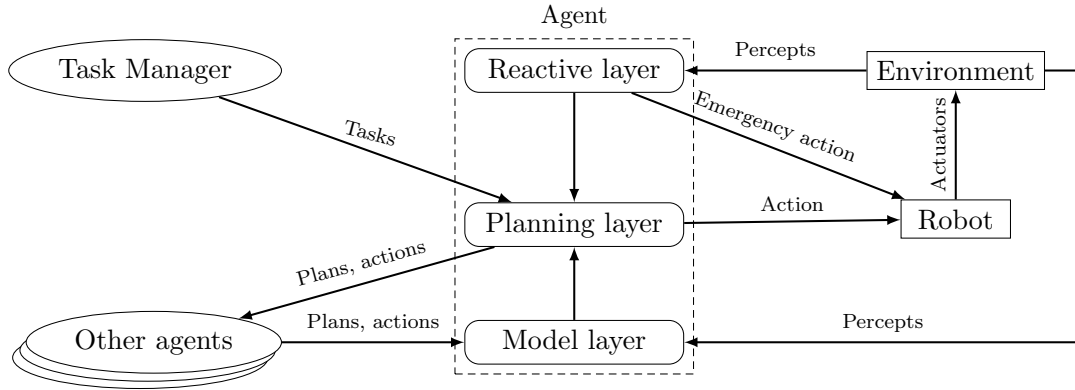 Agent
Task Manager
Reactive layer
Percepts
Environment
Tasks
Emergency action
Actuators
Planning layer
Action
Robot
Plans, actions
Other agents
Plans, actions
Model layer
Percepts